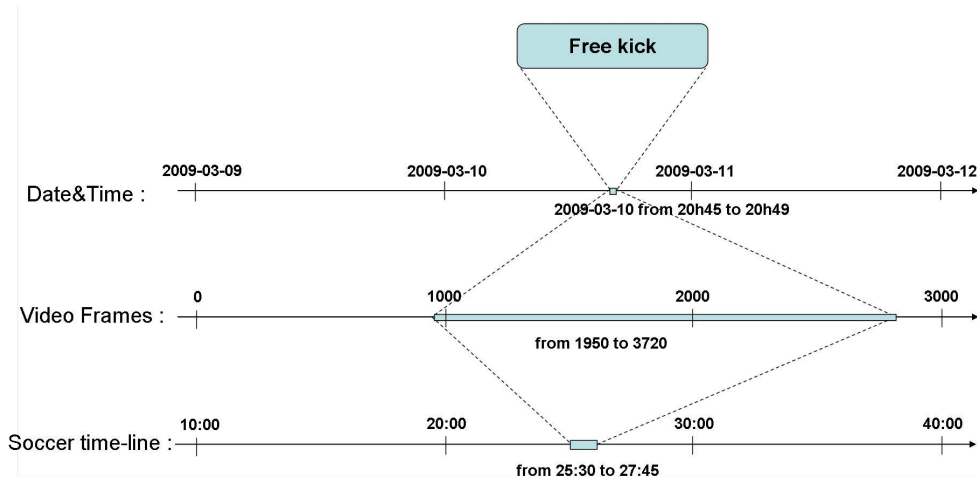 Free kick
2009-03-09 2009-03-10 2009-03-11 2009-03-12
Date&Time :
2009-03-10 from 20h45 to 20h49
0 1000 2000 3000
Video Frames :
from 1950 to 3720
10:00 20:00 30:00 40:00
Soccer time-line :
from 25:30 to 27:45